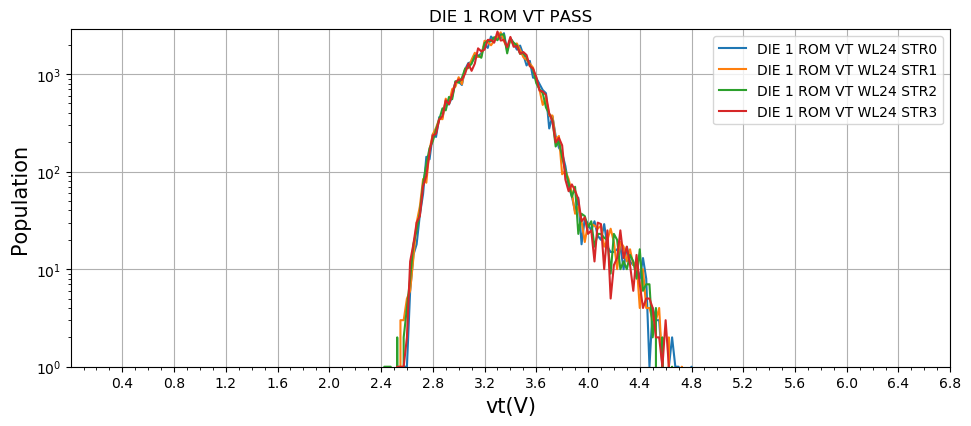 DIE 1 ROM VT PASS
DIE 1 ROM VT WL24 STR0
DIE 1 ROM VT WL24 STR1
DIE 1 ROM VT WL24 STR2
DIE 1 ROM VT WL24 STR3
Population
10³
10²
10¹
10⁰
0.4 0.8 1.2 1.6 2.0 2.4 2.8 3.2 3.6 4.0 4.4 4.8 5.2 5.6 6.0 6.4 6.8
vt(V)